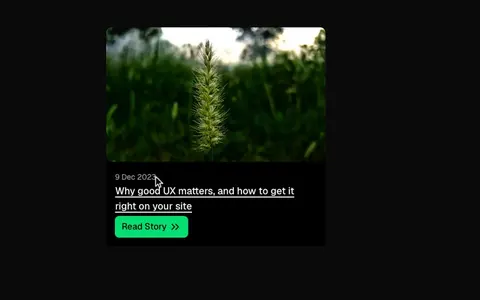 9 Dec 2023
Why good UX matters, and how to get it
right on your site
Read Story